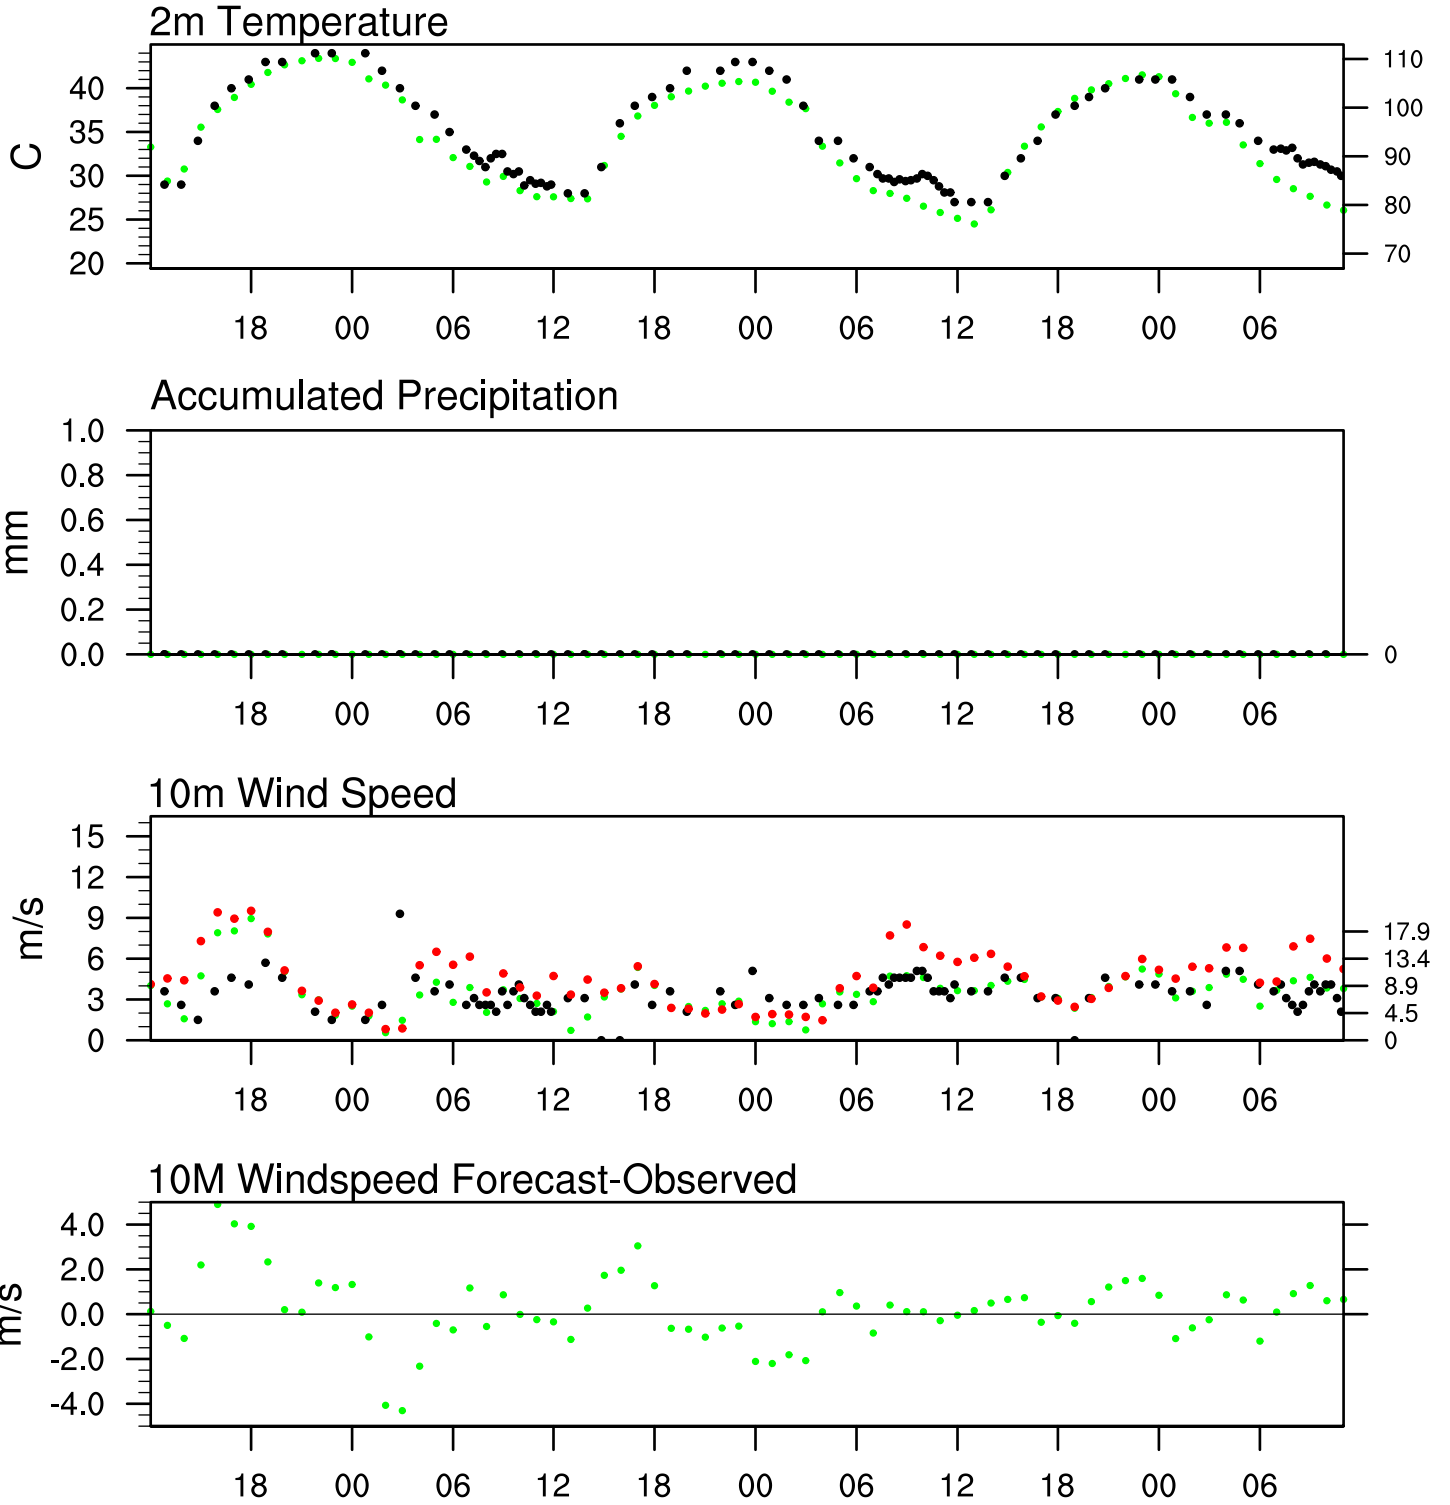 2m Temperature
C
40
35
30
25
20
110
100
90
80
70
18 00 06 12 18 00 06 12 18 00 06
Accumulated Precipitation
mm
1.0
0.8
0.6
0.4
0.2
0.0
0
18 00 06 12 18 00 06 12 18 00 06
10m Wind Speed
m/s
15
12
9
6
3
0
17.9
13.4
8.9
4.5
0
18 00 06 12 18 00 06 12 18 00 06
10M Windspeed Forecast-Observed
m/s
4.0
2.0
0.0
-2.0
-4.0
18 00 06 12 18 00 06 12 18 00 06